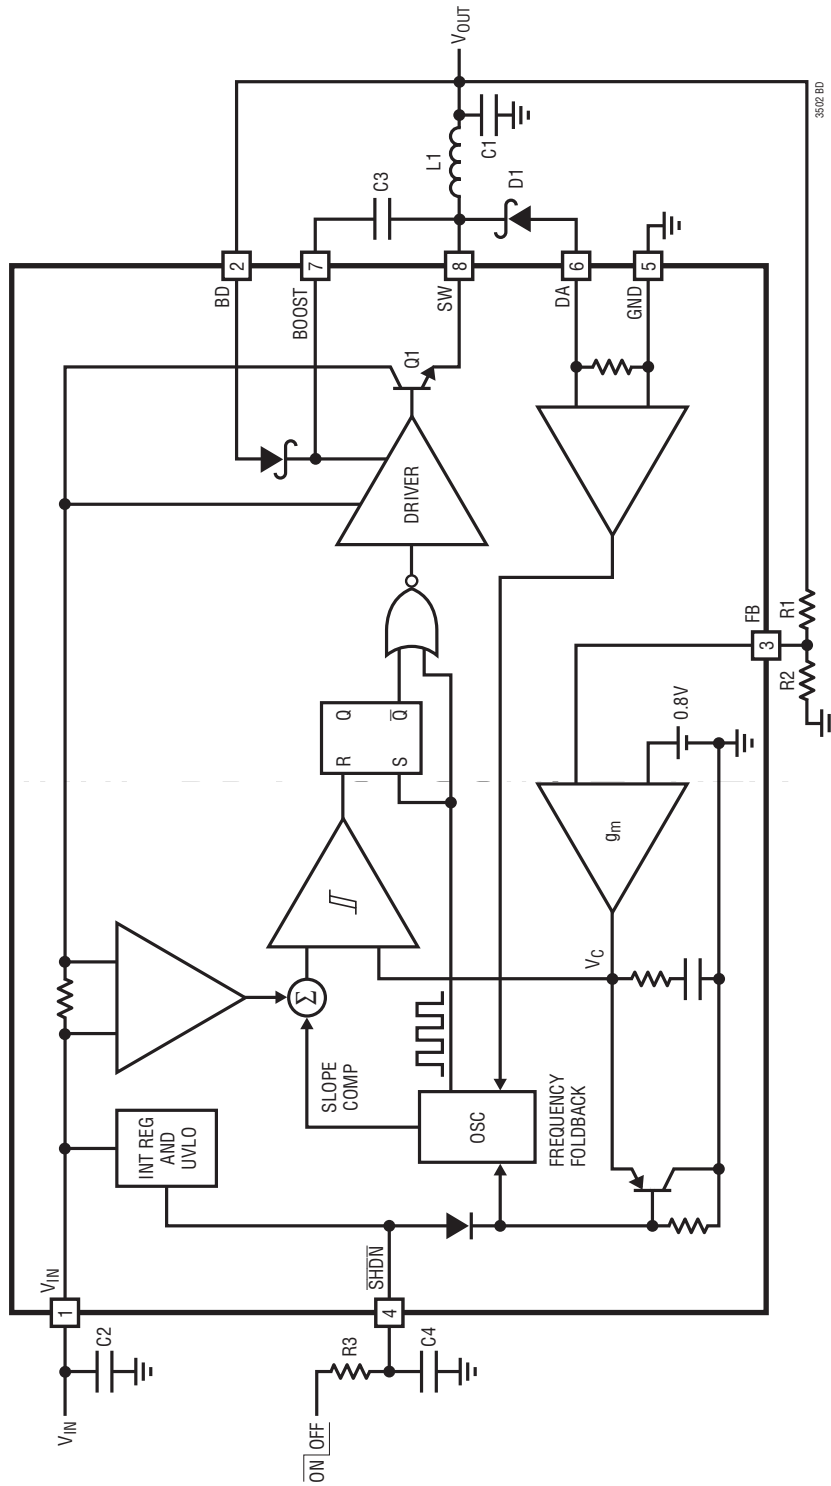 VIN
C2
ON OFF
R3
C4
1
VIN
4
SHDN
INT REG
AND
UVLO
SLOPE
COMP
Σ
OSC
FREQUENCY
FOLDBACK
VC
gm
0.8V
R
S
Q
Q
DRIVER
Q1
BD
2
BOOST
7
SW
8
DA
6
GND
5
FB
3
C3
L1
C1
D1
VOUT
R2
R1
3502 BD